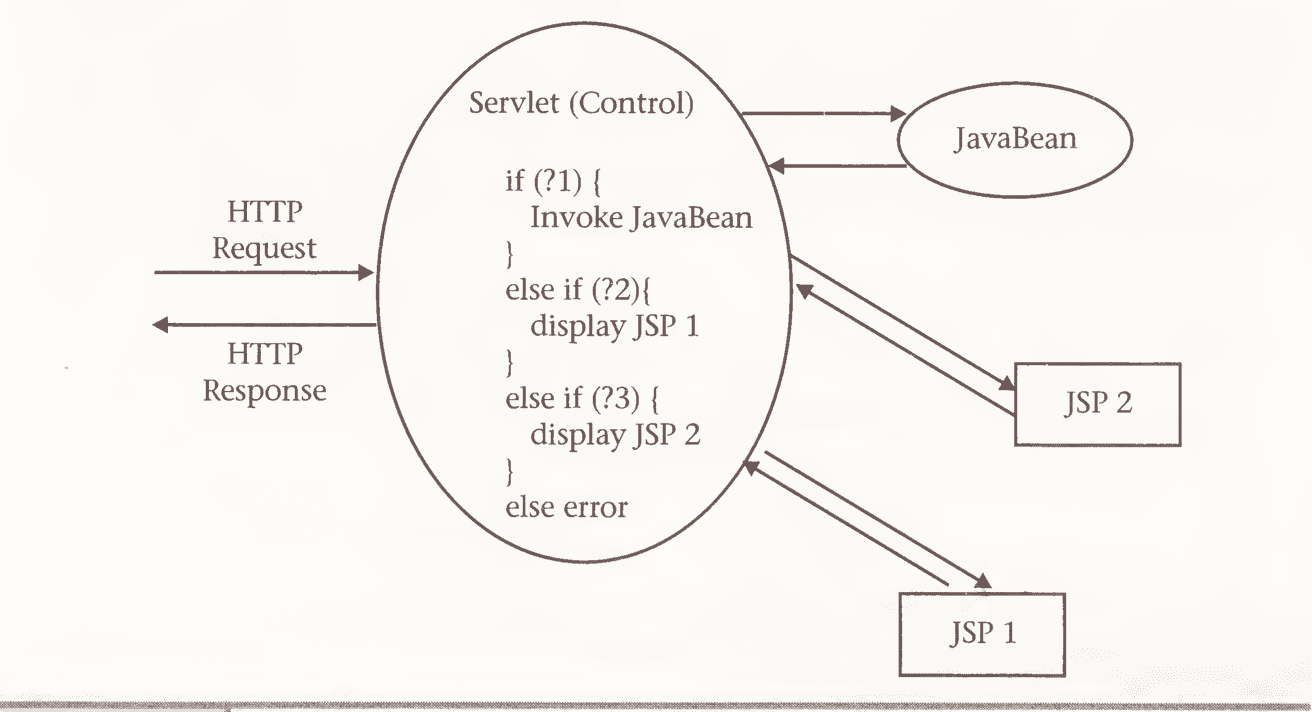 Servlet (Control)
if (?1) {
Invoke JavaBean
}
else if (?2){
display JSP 1
}
else if (?3) {
display JSP 2
}
else error
HTTP
Request
HTTP
Response
JavaBean
JSP 2
JSP 1